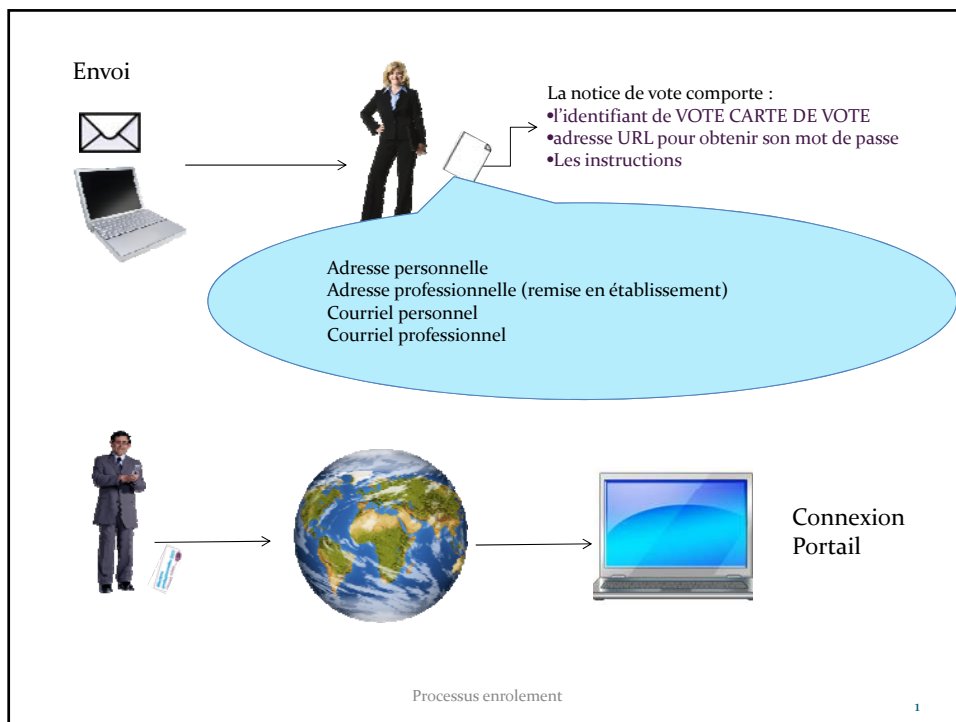 Envoi
La notice de vote comporte :
•l'identifiant de VOTE CARTE DE VOTE
•adresse URL pour obtenir son mot de passe
•Les instructions
Adresse personnelle
Adresse professionnelle (remise en établissement)
Courriel personnel
Courriel professionnel
Connexion
Portail
Processus enrolement
1